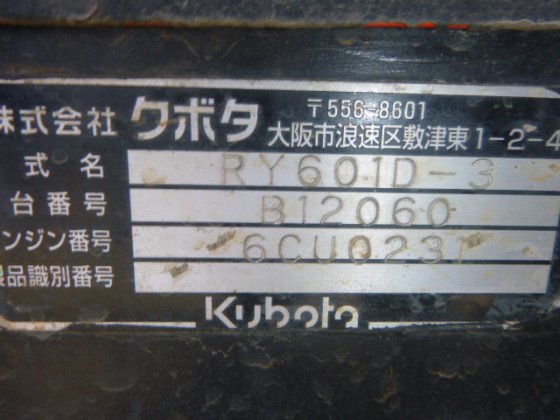 株式会社 クボタ 〒556-8601
大阪市浪速区敷津東1-2-4
式名 RY601D-3
台番号 B12060
ンジン番号 6CU0231
製品識別番号
Kubota